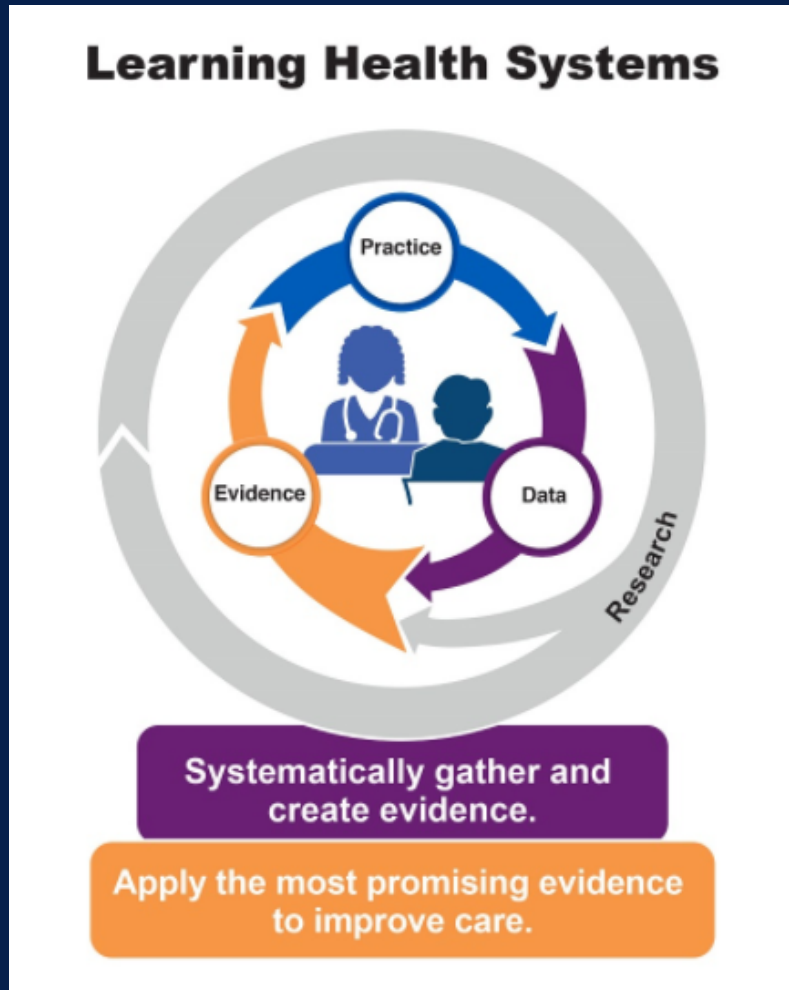 Learning Health Systems
Practice
Evidence
Data
Research
Systematically gather and
create evidence.
Apply the most promising evidence
to improve care.